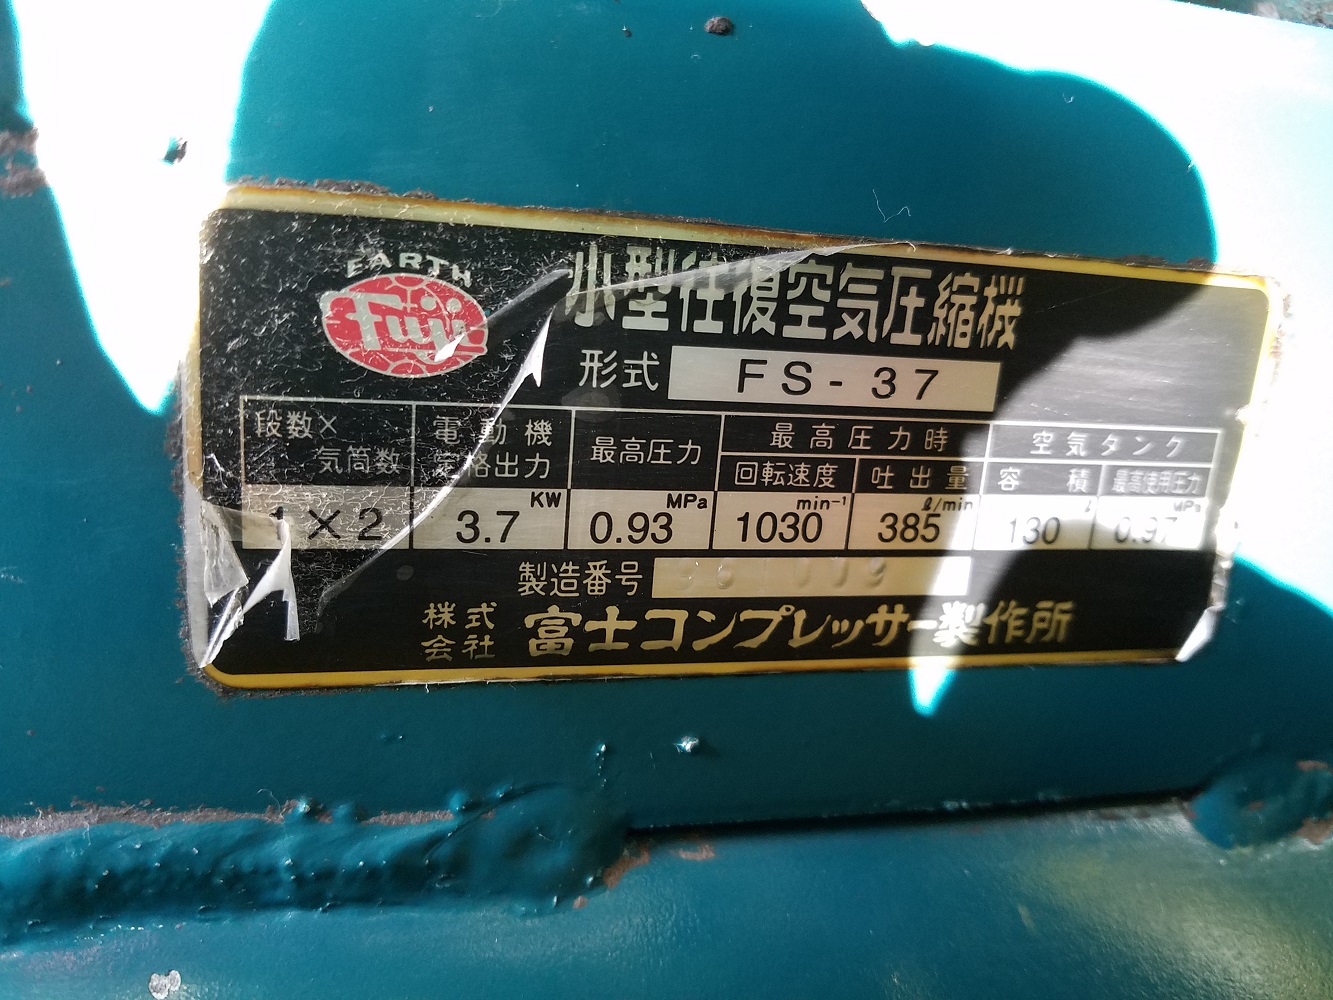 EARTH
Fuji
小型往復空気圧縮機
形式 FS-37
段数×気筒数
電動機定格出力
最高圧力
最高圧力時
空気タンク
回転速度
吐出量
容積
最高使用圧力
1×2
3.7 KW
0.93 MPa
1030 min⁻¹
385 ℓ/min
130 ℓ
0.97 MPa
製造番号
株式会社 富士コンプレッサー製作所